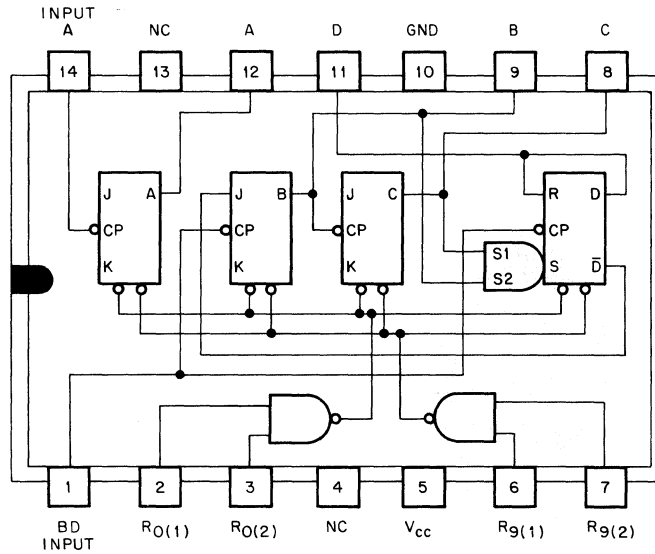 INPUT
A NC A D GND B C
14 13 12 11 10 9 8
J A J B J C R D
CP CP CP CP
S1
K K K S D̅
S2
1 2 3 4 5 6 7
BD INPUT R0(1) R0(2) NC Vcc R9(1) R9(2)